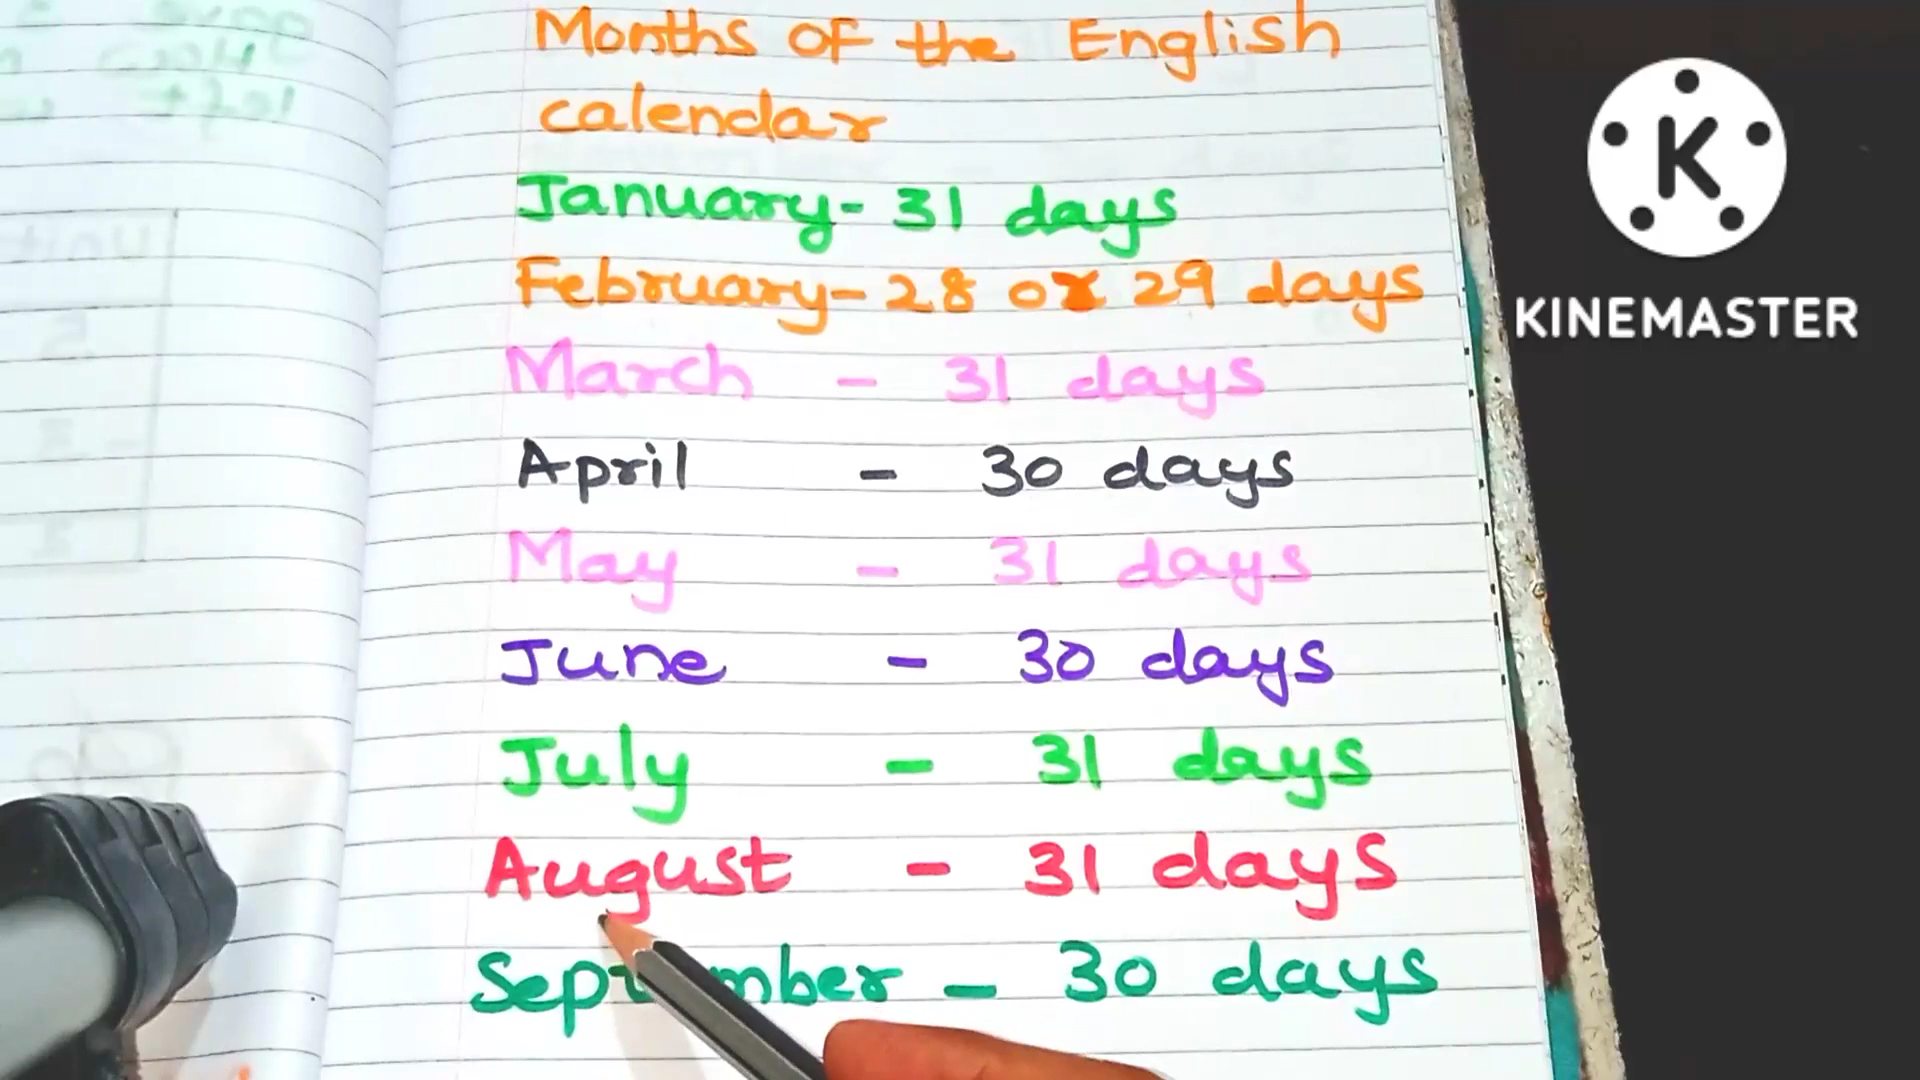 Months of the English
calendar
January- 31 days
February- 28 or 29 days
March - 31 days
April - 30 days
May - 31 days
June - 30 days
July - 31 days
August - 31 days
September - 30 days
K
KINEMASTER